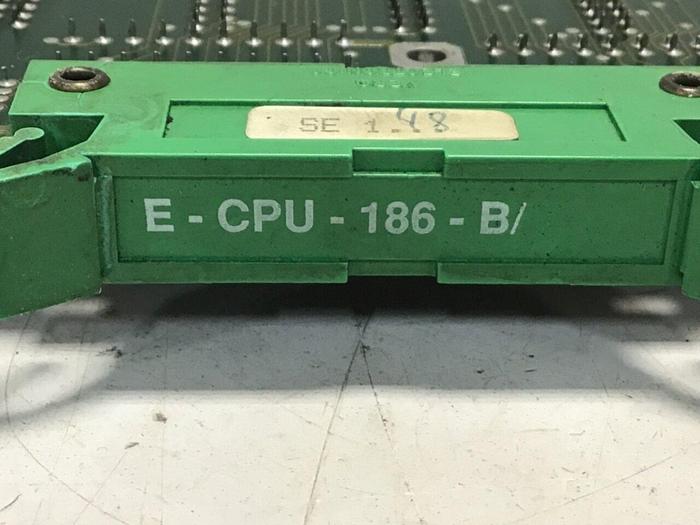 SE 1.48
E - CPU - 186 - B/